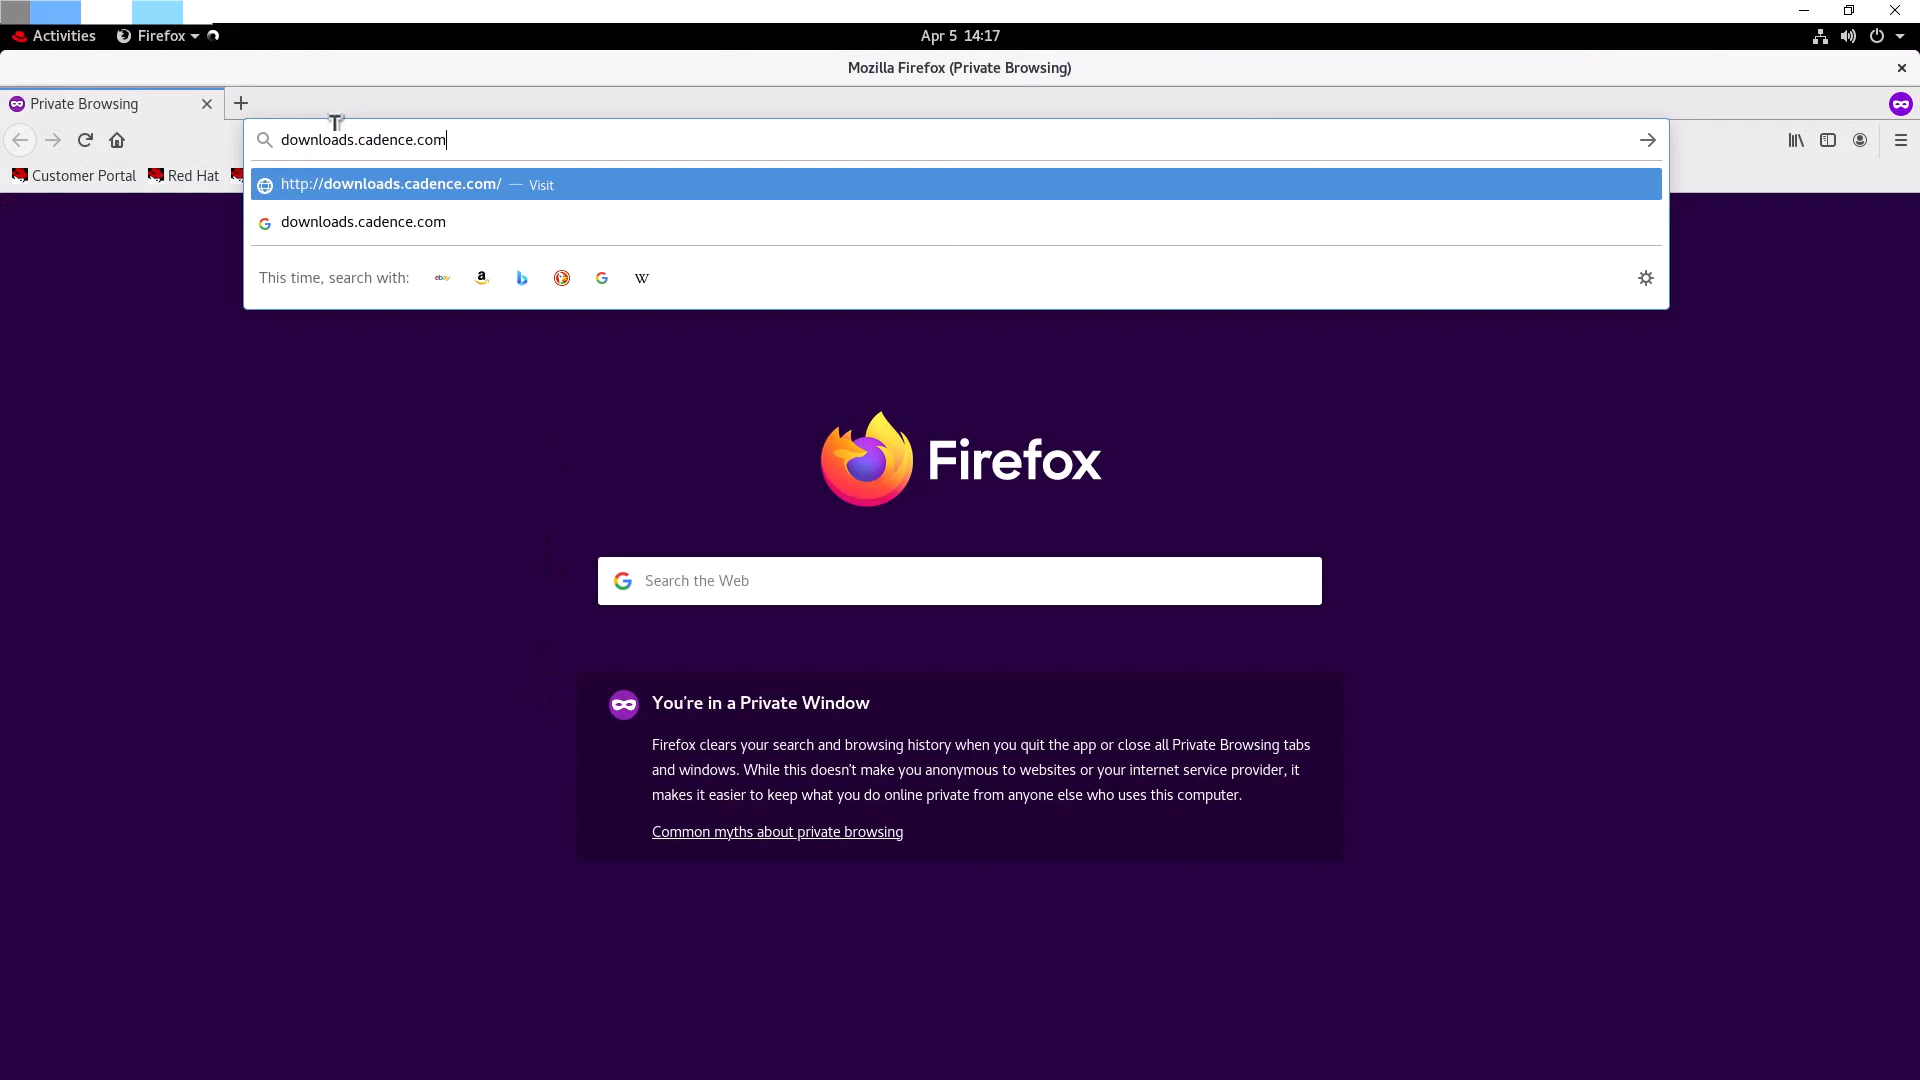 Activities
Firefox
Apr 5 14:17
Mozilla Firefox (Private Browsing)
Private Browsing
downloads.cadence.com
Customer Portal
Red Hat
http://downloads.cadence.com/ — Visit
downloads.cadence.com
This time, search with:
ebay
a
b
G
W
Firefox
G
Search the Web
You're in a Private Window
Firefox clears your search and browsing history when you quit the app or close all Private Browsing tabs
and windows. While this doesn't make you anonymous to websites or your internet service provider, it
makes it easier to keep what you do online private from anyone else who uses this computer.
Common myths about private browsing